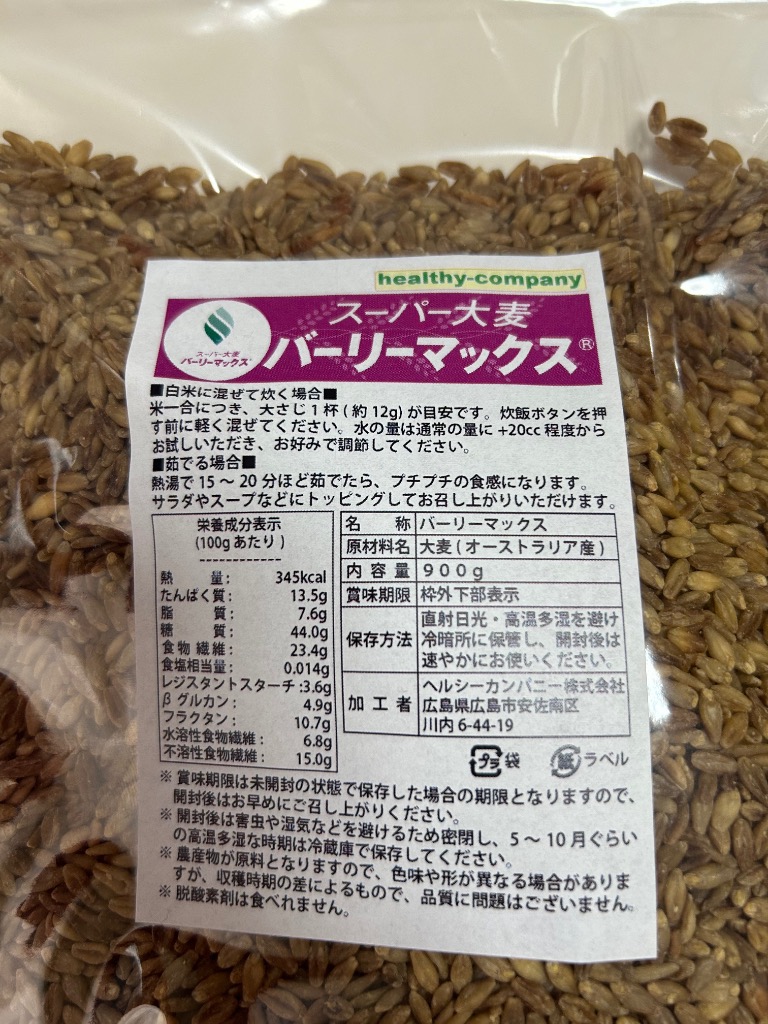 healthy-company
スーパー大麦
バーリーマックス®
スーパー大麦
バーリーマックス®
■白米に混ぜて炊く場合■
米一合につき、大さじ1杯(約12g)が目安です。炊飯ボタンを押
す前に軽く混ぜてください。水の量は通常の量に+20cc程度から
お試しいただき、お好みで調節してください。
■茹でる場合■
熱湯で15～20分ほど茹でたら、プチプチの食感になります。
サラダやスープなどにトッピングしてお召し上がりいただけます。
栄養成分表示
(100gあたり)
-------------
熱量: 345kcal
たんぱく質: 13.5g
脂質: 7.6g
糖質: 44.0g
食物繊維: 23.4g
食塩相当量: 0.014g
レジスタントスターチ:3.6g
βグルカン: 4.9g
フラクタン: 10.7g
水溶性食物繊維: 6.8g
不溶性食物繊維: 15.0g
名称 バーリーマックス
原材料名 大麦(オーストラリア産)
内容量 900g
賞味期限 枠外下部表示
保存方法 直射日光・高温多湿を避け
冷暗所に保管し、開封後は
速やかにお使いください。
加工者 ヘルシーカンパニー株式会社
広島県広島市安佐南区
川内6-44-19
プラ 袋 紙 ラベル
※賞味期限は未開封の状態で保存した場合の期限となりますので、
開封後はお早めにご召し上がりください。
※開封後は害虫や湿気などを避けるため密閉し、5～10月ぐらい
の高温多湿な時期は冷蔵庫で保存してください。
※農産物が原料となりますので、色味や形が異なる場合がありま
すが、収穫時期の差によるもので、品質に問題はございません。
※脱酸素剤は食べれません。